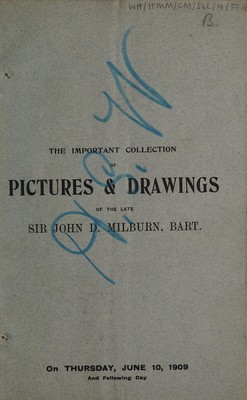 B.
THE IMPORTANT COLLECTION
OF
PICTURES & DRAWINGS
OF THE LATE
SIR JOHN D. MILBURN, BART.
On THURSDAY, JUNE 10, 1909
And Following Day